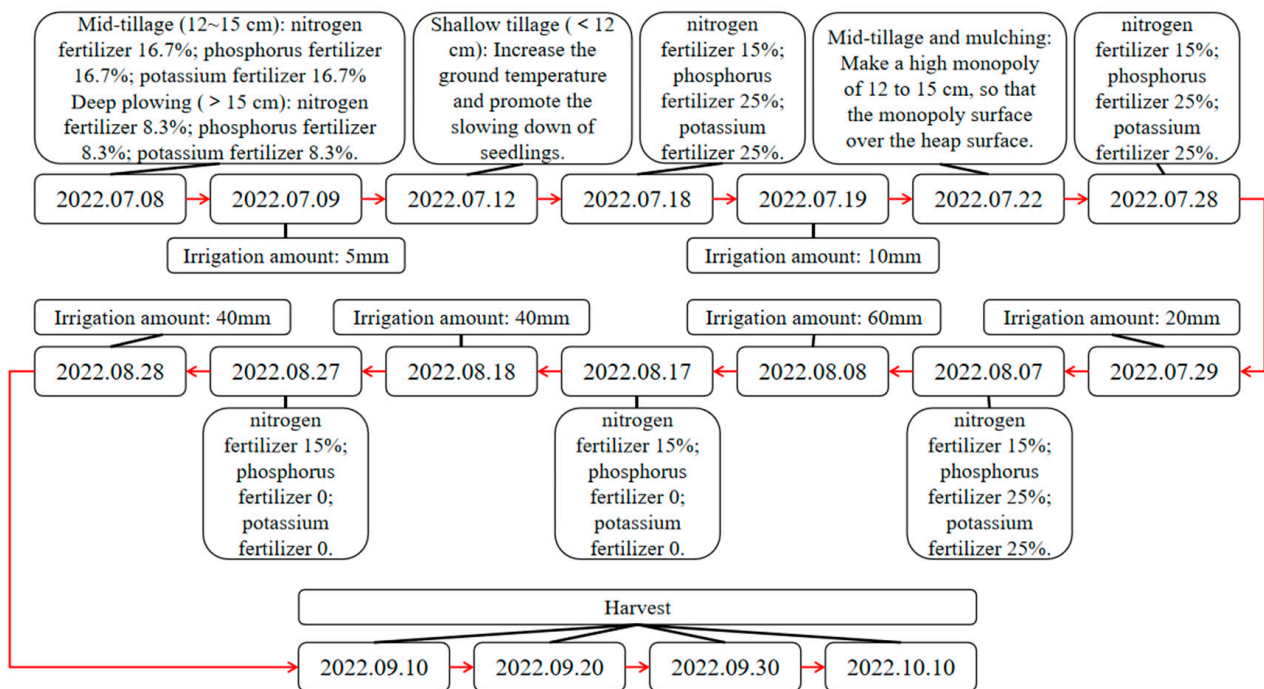 Mid-tillage (12~15 cm): nitrogen
fertilizer 16.7%; phosphorus fertilizer
16.7%; potassium fertilizer 16.7%
Deep plowing ( > 15 cm): nitrogen
fertilizer 8.3%; phosphorus fertilizer
8.3%; potassium fertilizer 8.3%.
Shallow tillage ( < 12
cm): Increase the
ground temperature
and promote the
slowing down of
seedlings.
nitrogen
fertilizer 15%;
phosphorus
fertilizer 25%;
potassium
fertilizer 25%.
Mid-tillage and mulching:
Make a high monopoly
of 12 to 15 cm, so that
the monopoly surface
over the heap surface.
nitrogen
fertilizer 15%;
phosphorus
fertilizer 25%;
potassium
fertilizer 25%.
2022.07.08
2022.07.09
2022.07.12
2022.07.18
2022.07.19
2022.07.22
2022.07.28
Irrigation amount: 5mm
Irrigation amount: 10mm
Irrigation amount: 40mm
Irrigation amount: 40mm
Irrigation amount: 60mm
Irrigation amount: 20mm
2022.08.28
2022.08.27
2022.08.18
2022.08.17
2022.08.08
2022.08.07
2022.07.29
nitrogen
fertilizer 15%;
phosphorus
fertilizer 0;
potassium
fertilizer 0.
nitrogen
fertilizer 15%;
phosphorus
fertilizer 0;
potassium
fertilizer 0.
nitrogen
fertilizer 15%;
phosphorus
fertilizer 25%;
potassium
fertilizer 25%.
Harvest
2022.09.10
2022.09.20
2022.09.30
2022.10.10